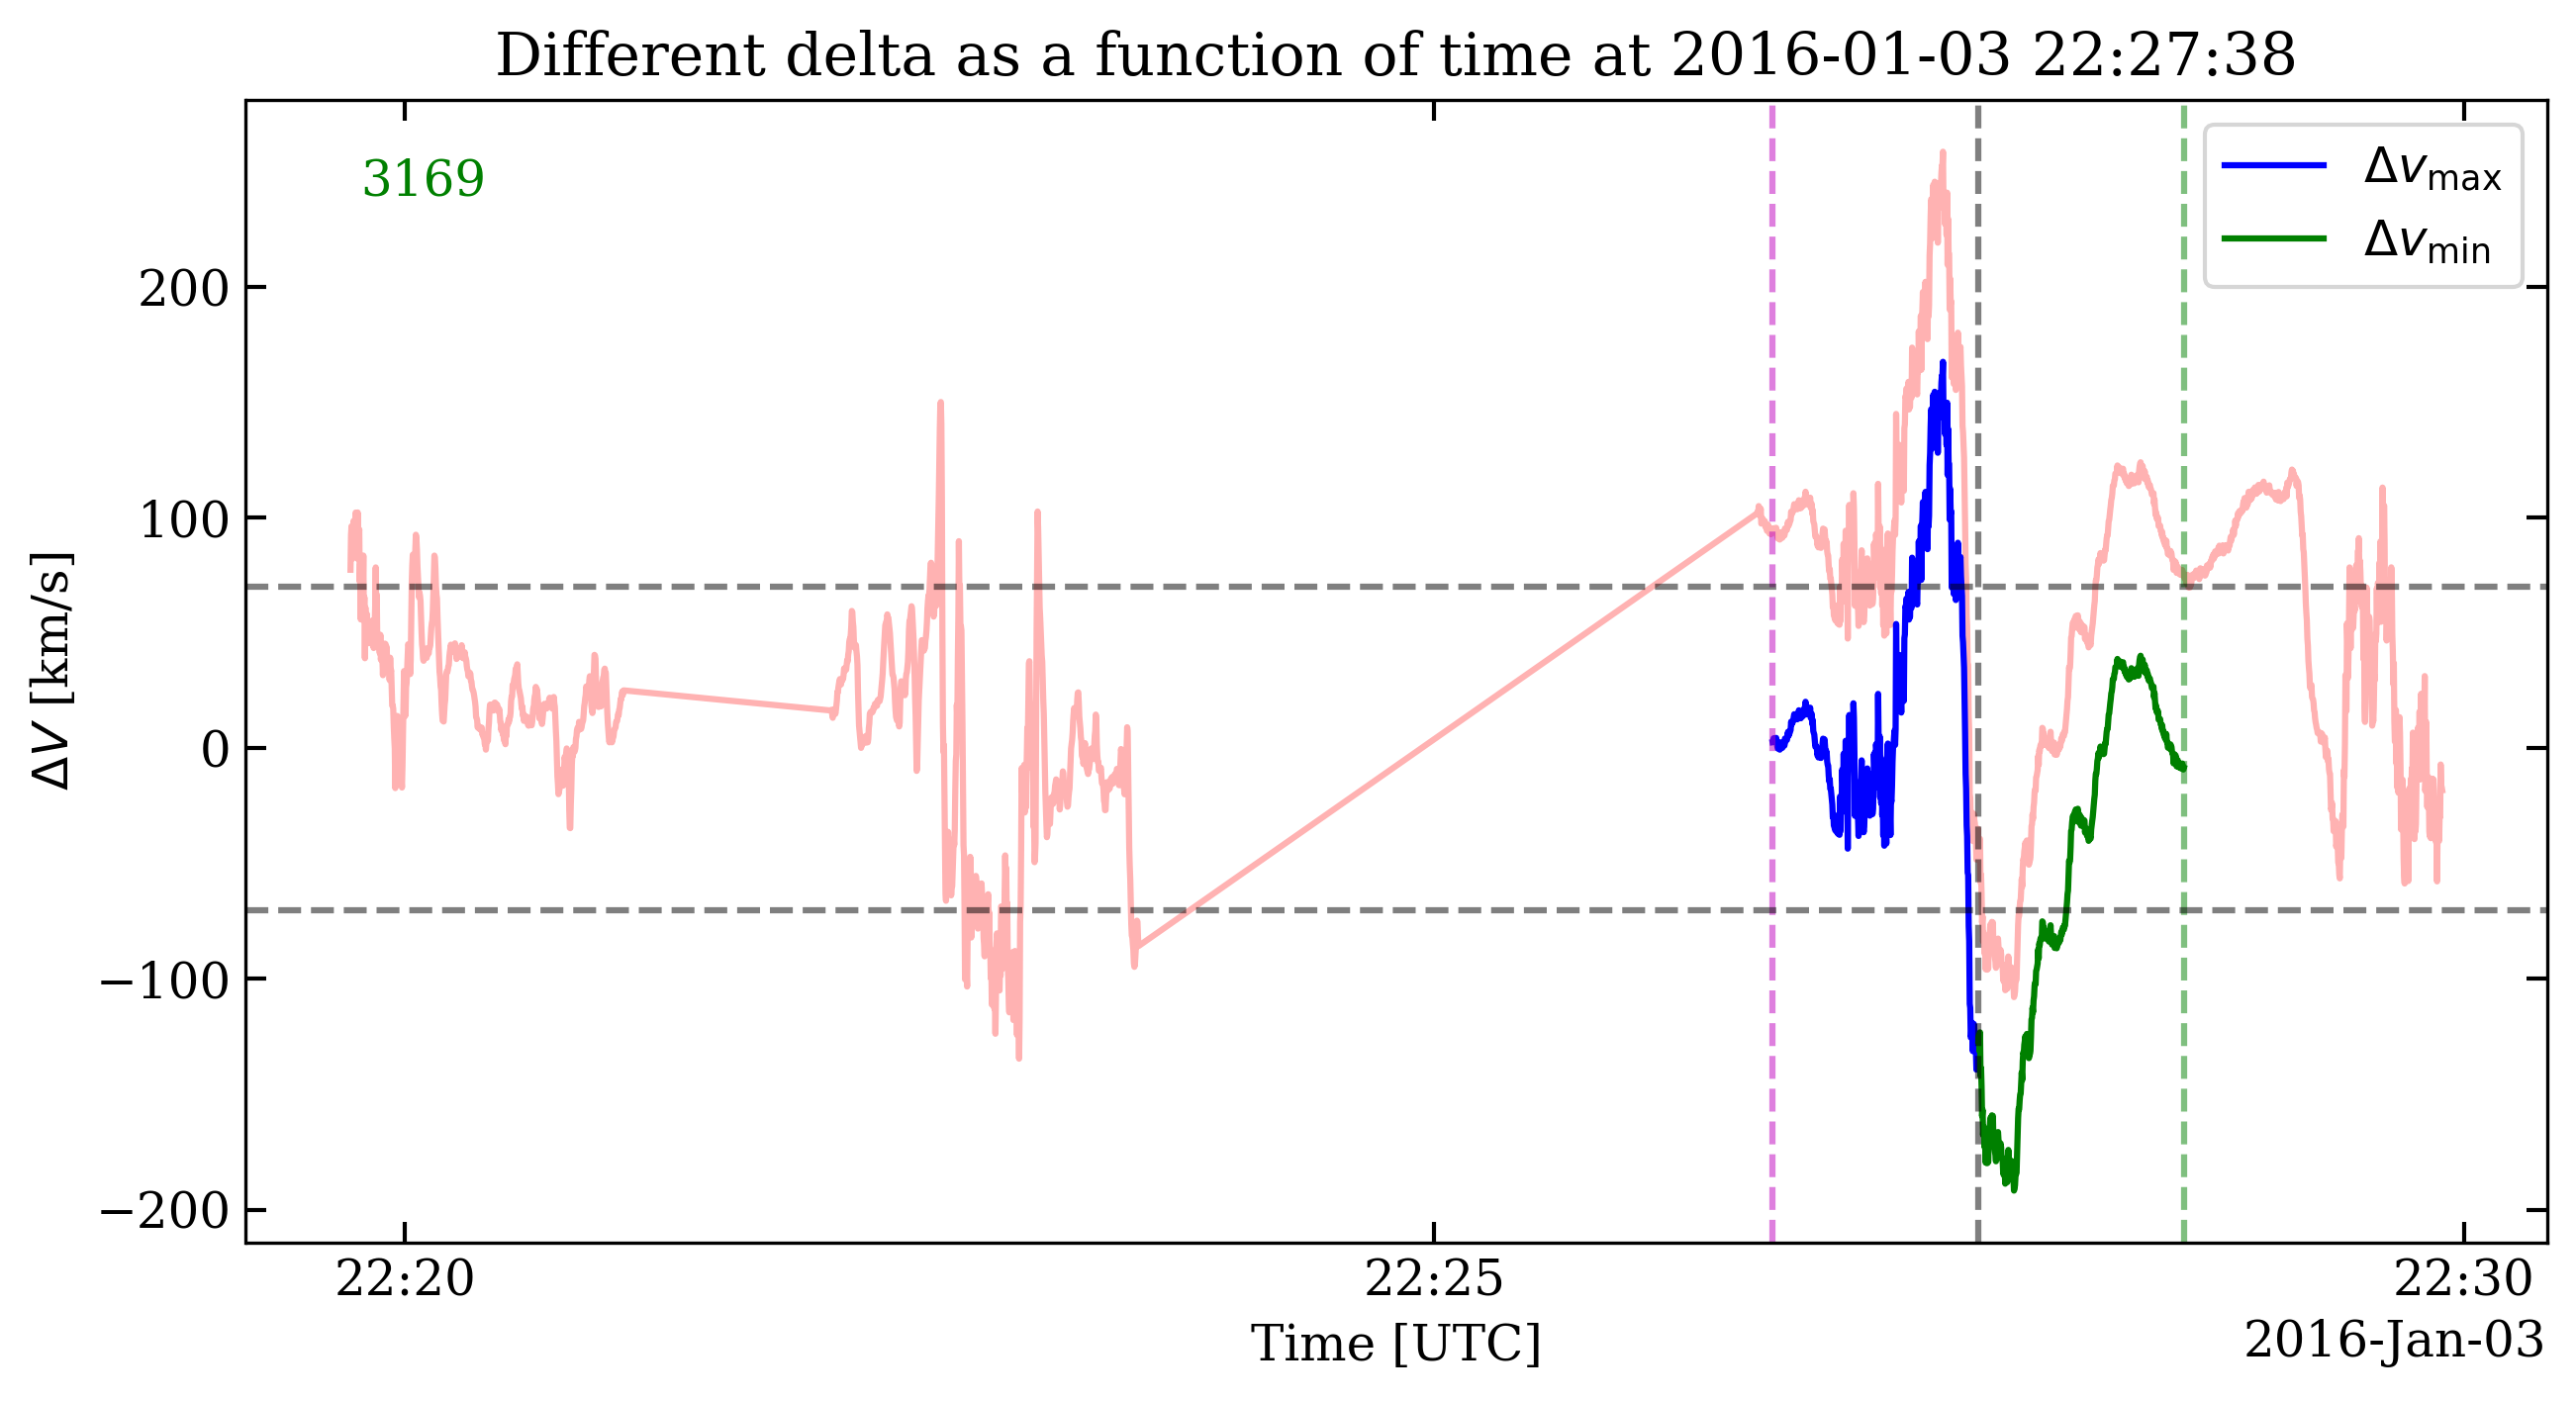 Different delta as a function of time at 2016-01-03 22:27:38
3169
Δv_max
Δv_min
200
100
0
−100
−200
ΔV [km/s]
22:20 22:25 22:30
Time [UTC]
2016-Jan-03